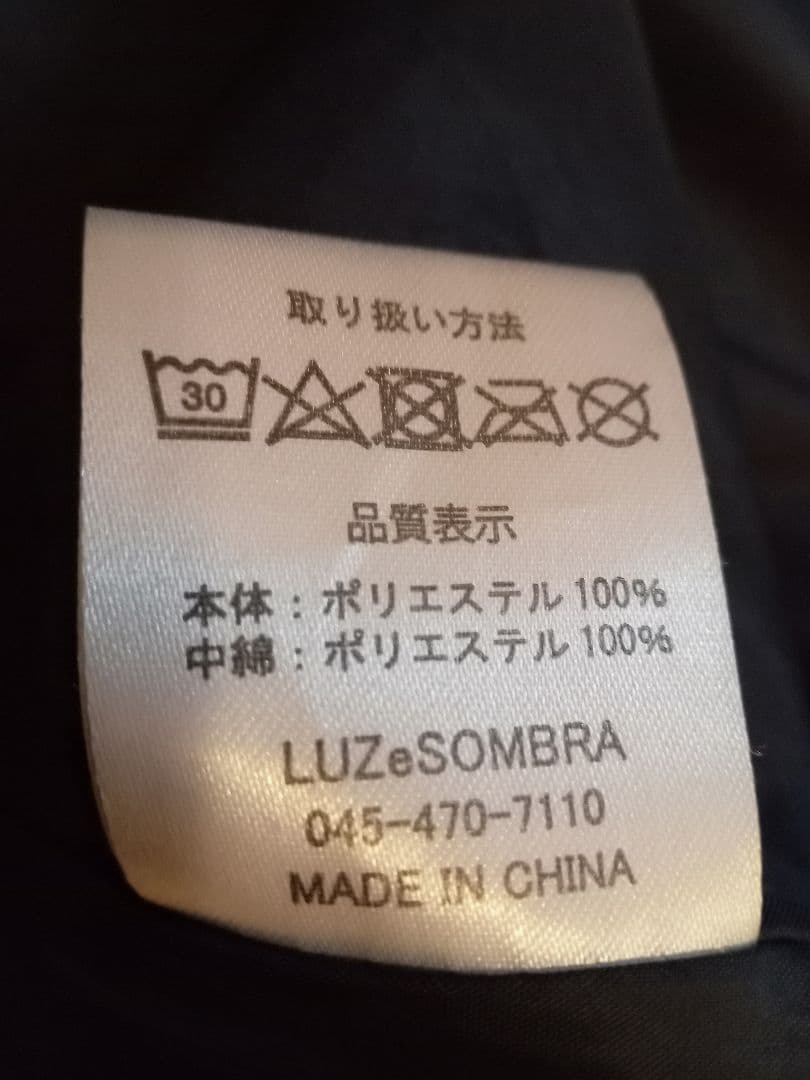 取り扱い方法
30
品質表示
本体：ポリエステル 100%
中綿：ポリエステル 100%
LUZeSOMBRA
045-470-7110
MADE IN CHINA